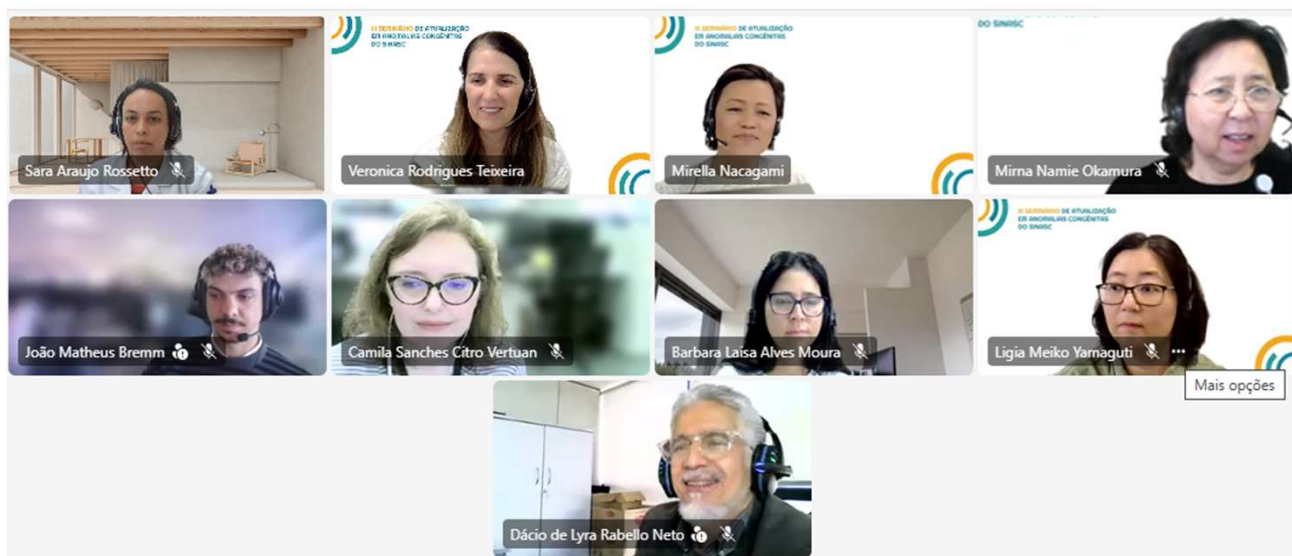 III SEMINÁRIO DE ATUALIZAÇÃO
EM ANOMALIAS CONGÊNITAS
DO SINASC
III SEMINÁRIO DE ATUALIZAÇÃO
EM ANOMALIAS CONGÊNITAS
DO SINASC
DO SINASC
Sara Araujo Rossetto
Veronica Rodrigues Teixeira
Mirella Nacagami
Mirna Namie Okamura
III SEMINÁRIO DE ATUALIZAÇÃO
EM ANOMALIAS CONGÊNITAS
DO SINASC
João Matheus Bremm
Camila Sanches Citro Vertuan
Barbara Laisa Alves Moura
Ligia Meiko Yamaguti
Mais opções
Dácio de Lyra Rabello Neto